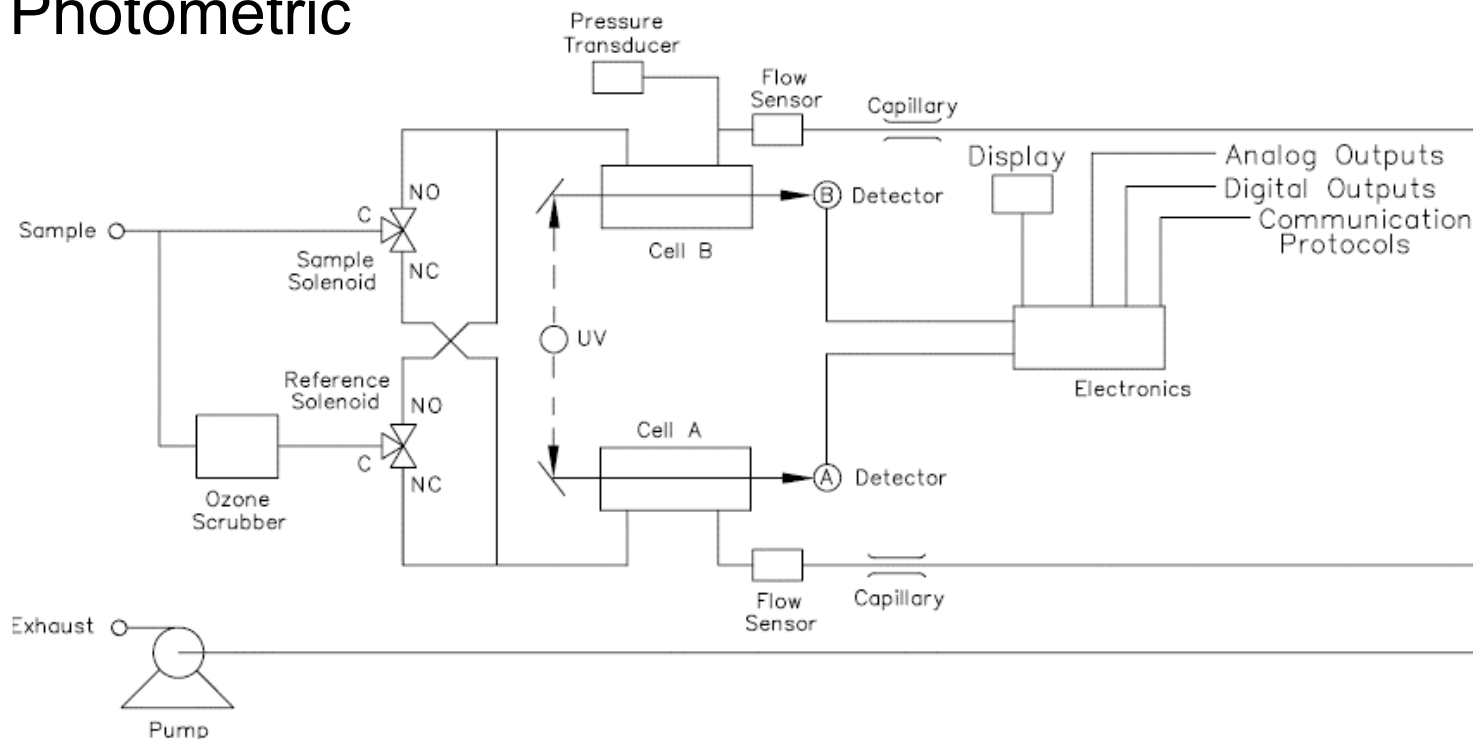 Photometric
Pressure
Transducer
Flow
Sensor
Capillary
Display
Analog Outputs
Digital Outputs
Communication
Protocols
NO
C
Sample
Sample
Solenoid
NC
B
Detector
Cell B
UV
Electronics
Reference
Solenoid
NO
C
NC
Ozone
Scrubber
Cell A
A
Detector
Flow
Sensor
Capillary
Exhaust
Pump